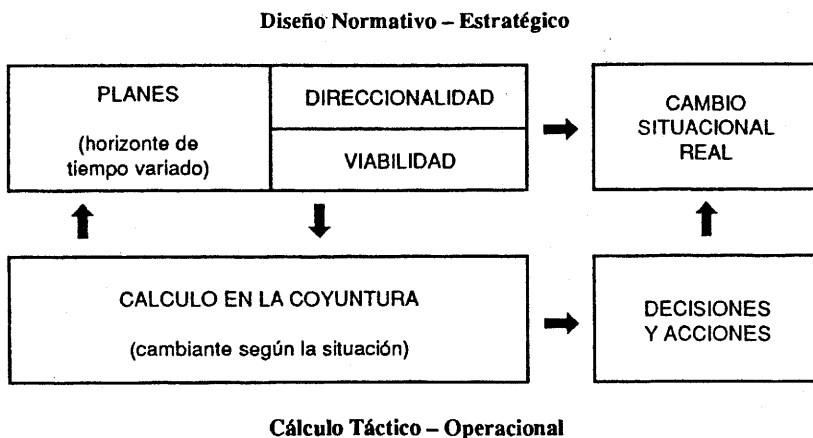 Diseño Normativo – Estratégico
PLANES
(horizonte de
tiempo variado)
DIRECCIONALIDAD
VIABILIDAD
CAMBIO
SITUACIONAL
REAL
CALCULO EN LA COYUNTURA
(cambiante según la situación)
DECISIONES
Y ACCIONES
Cálculo Táctico – Operacional